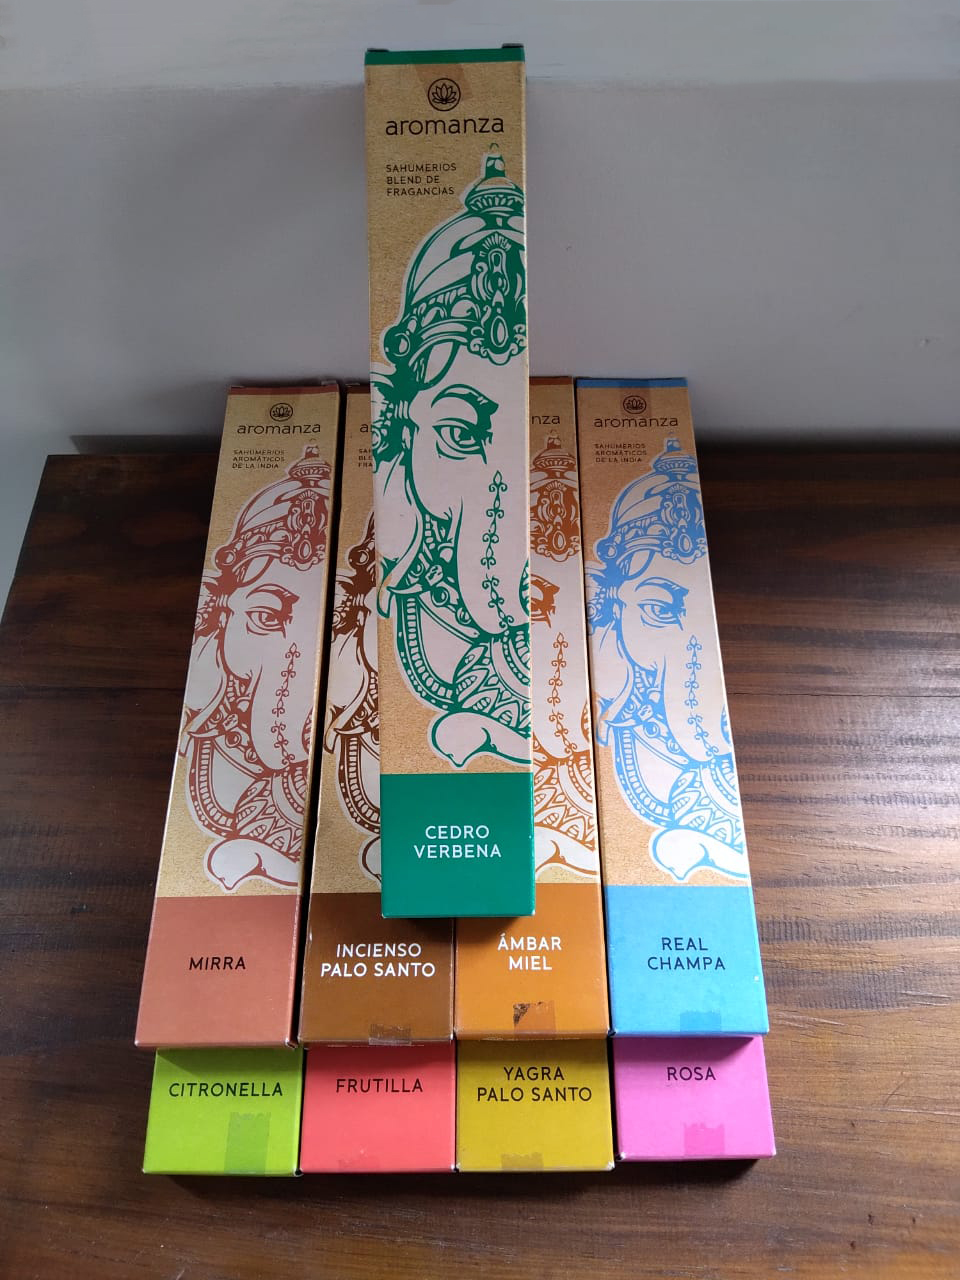 aromanza
SAHUMERIOS
BLEND DE
FRAGANCIAS
CEDRO
VERBENA
aromanza
SAHUMERIOS
AROMÁTICOS
DE LA INDIA
MIRRA
INCIENSO
PALO SANTO
ÁMBAR
MIEL
aromanza
SAHUMERIOS
AROMÁTICOS
DE LA INDIA
REAL
CHAMPA
CITRONELLA
FRUTILLA
YAGRA
PALO SANTO
ROSA